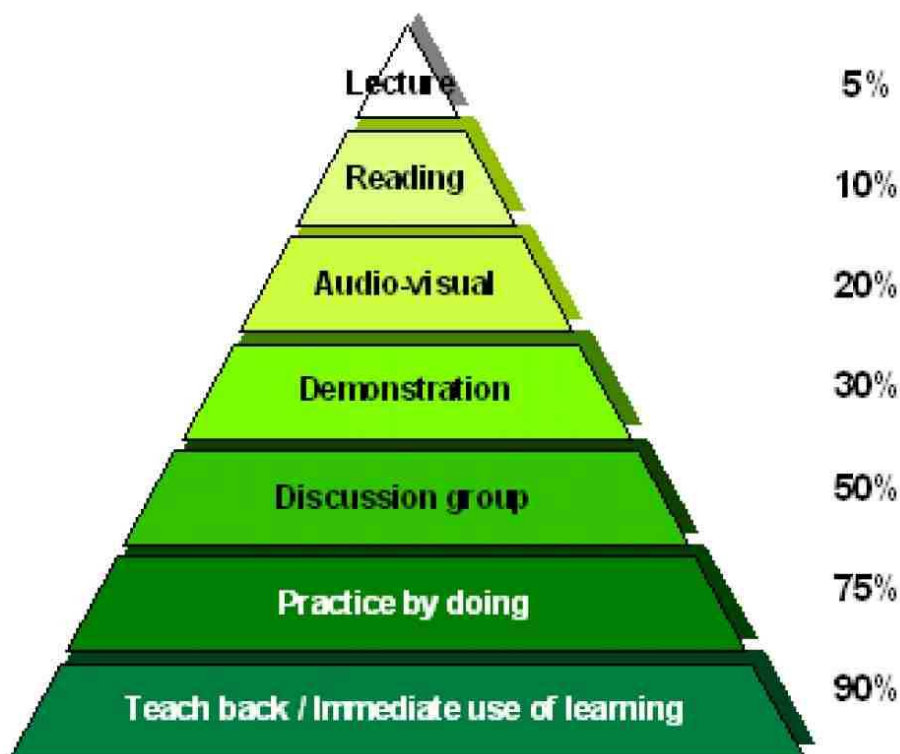 Lecture 5%
Reading 10%
Audio-visual 20%
Demonstration 30%
Discussion group 50%
Practice by doing 75%
Teach back / Immediate use of learning 90%